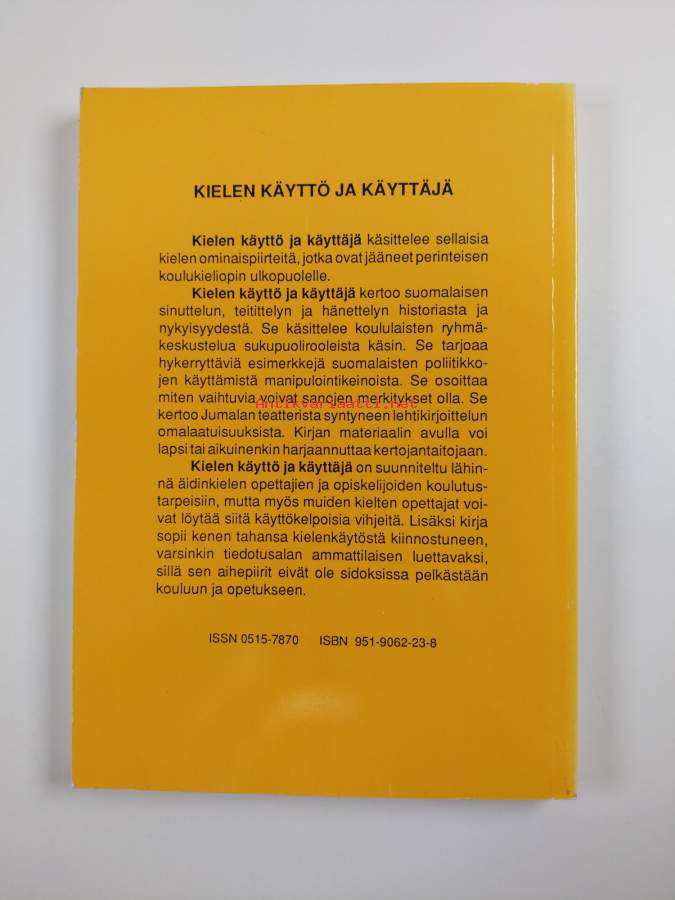 KIELEN KÄYTTÖ JA KÄYTTÄJÄ
Kielen käyttö ja käyttäjä käsittelee sellaisia
kielen ominaispiirteitä, jotka ovat jääneet perinteisen
koulukieliopin ulkopuolelle.
Kielen käyttö ja käyttäjä kertoo suomalaisen
sinuttelun, teitittelyn ja hänettelyn historiasta ja
nykyisyydestä. Se käsittelee koululaisten ryhmä-
keskustelua sukupuolirooleista käsin. Se tarjoaa
hykerryttäviä esimerkkejä suomalaisten poliitikko-
jen käyttämistä manipulointikeinoista. Se osoittaa
miten vaihtuvia voivat sanojen merkitykset olla. Se
Antikvariaatti.net
kertoo Jumalan teatterista syntyneen lehtikirjoittelun
omalaatuisuuksista. Kirjan materiaalin avulla voi
lapsi tai aikuinenkin harjaannuttaa kertojantaitojaan.
Kielen käyttö ja käyttäjä on suunniteltu lähin-
nä äidinkielen opettajien ja opiskelijoiden koulutus-
tarpeisiin, mutta myös muiden kielten opettajat voi-
vat löytää siitä käyttökelpoisia vihjeitä. Lisäksi kirja
sopii kenen tahansa kielenkäytöstä kiinnostuneen,
varsinkin tiedotusalan ammattilaisen luettavaksi,
sillä sen aihepiirit eivät ole sidoksissa pelkästään
kouluun ja opetukseen.
ISSN 0515-7870 ISBN 951-9062-23-8